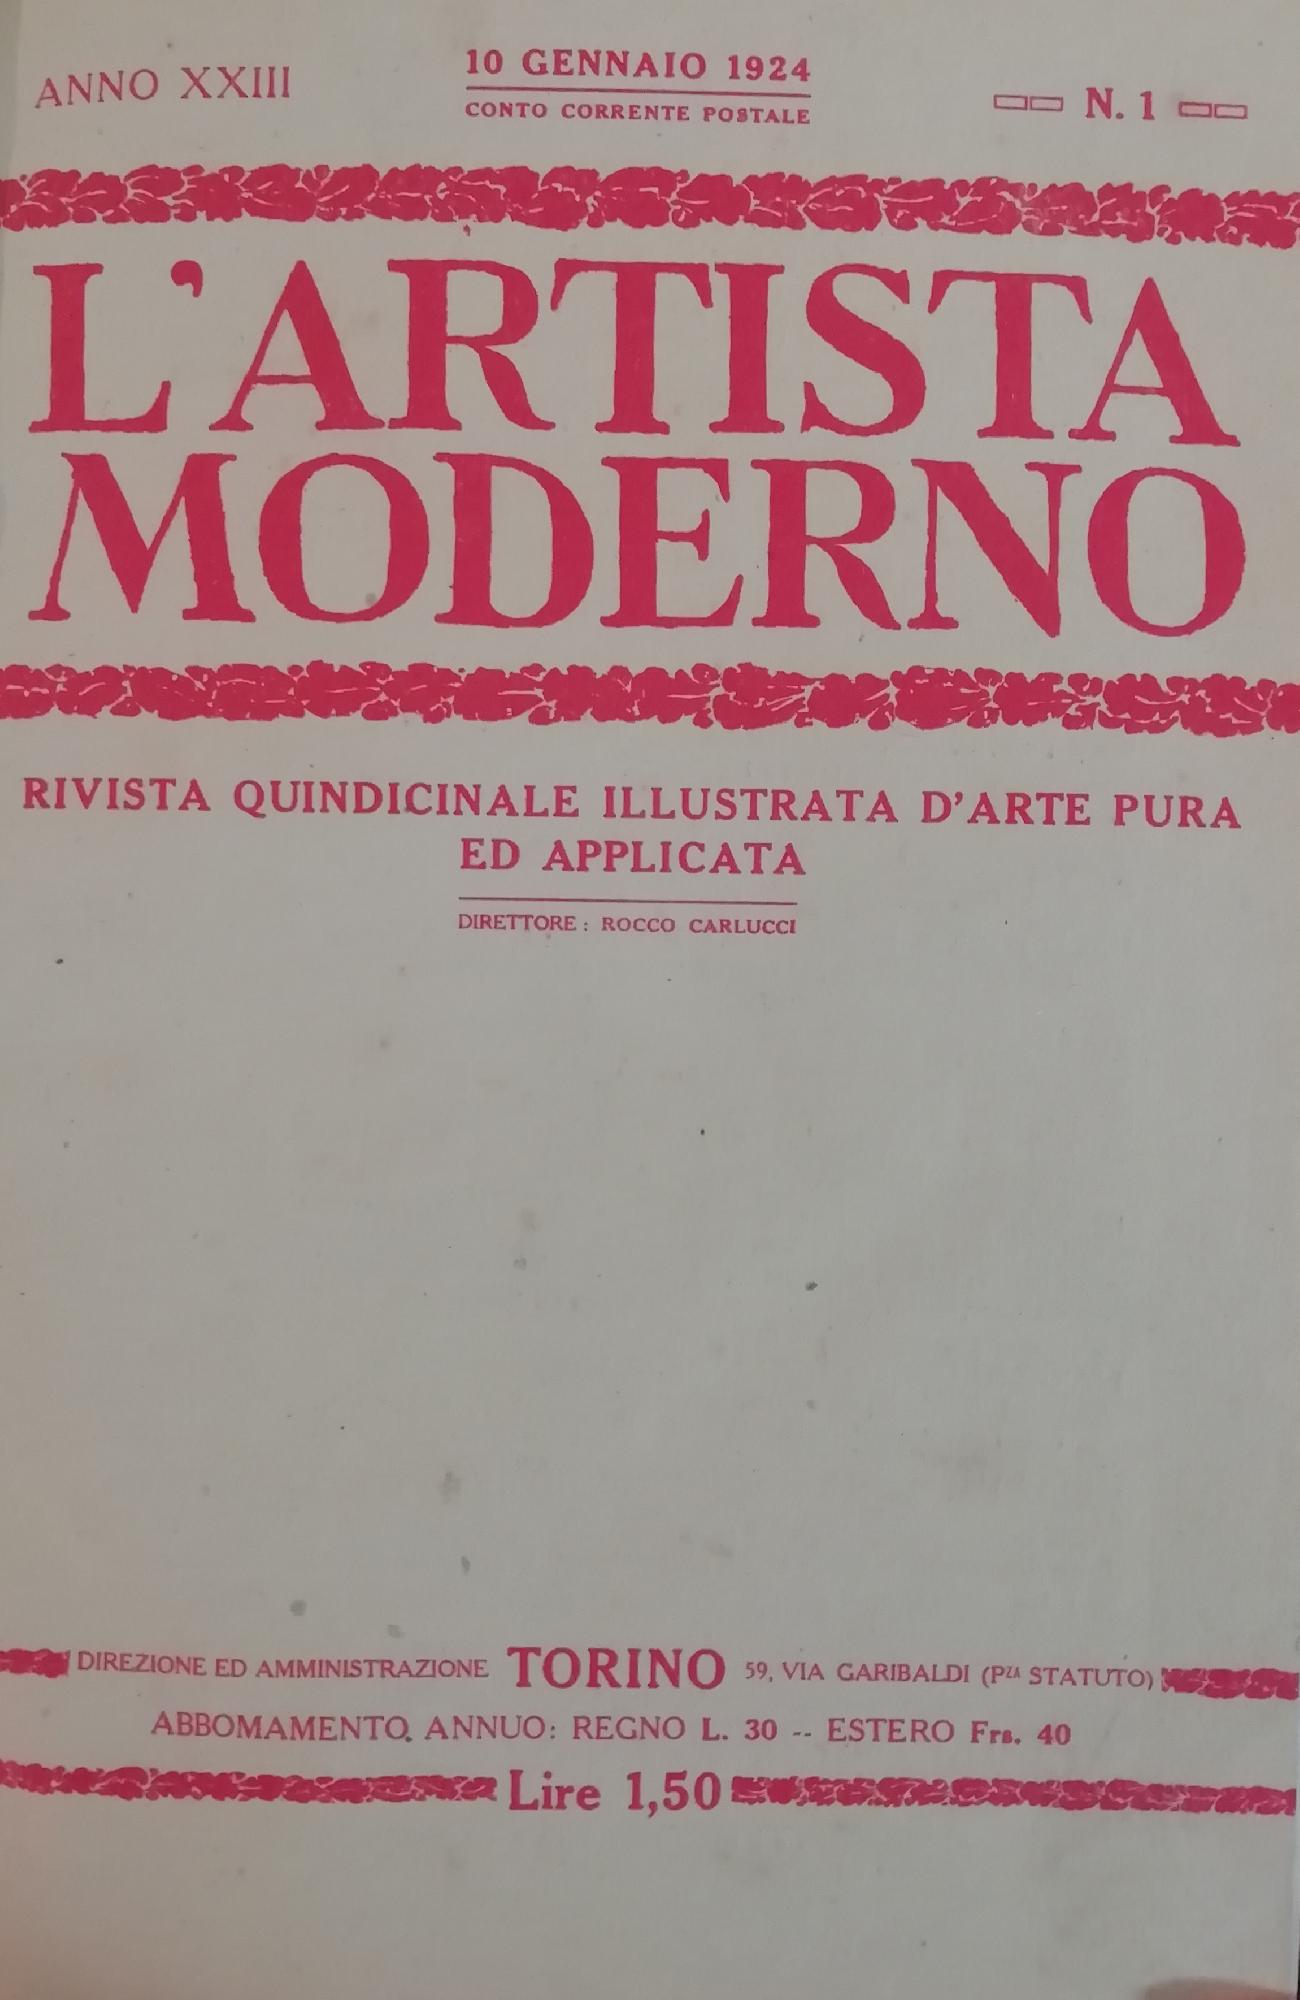 ANNO XXIII
10 GENNAIO 1924
CONTO CORRENTE POSTALE
N. 1
L'ARTISTA
MODERNO
RIVISTA QUINDICINALE ILLUSTRATA D'ARTE PURA
ED APPLICATA
DIRETTORE: ROCCO CARLUCCI
DIREZIONE ED AMMINISTRAZIONE TORINO 59, VIA GARIBALDI (PZA STATUTO)
ABBOMAMENTO. ANNUO: REGNO L. 30 -- ESTERO Frs. 40
Lire 1,50